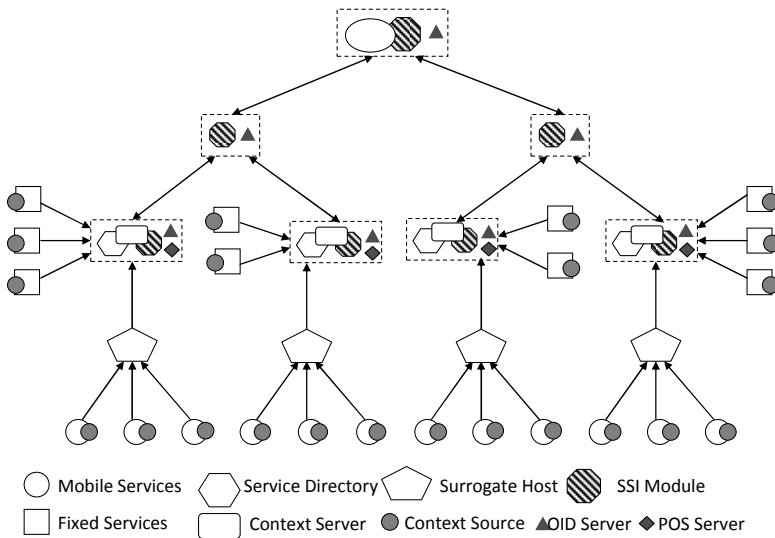 Mobile Services Service Directory Surrogate Host SSI Module
Fixed Services Context Server Context Source OID Server POS Server